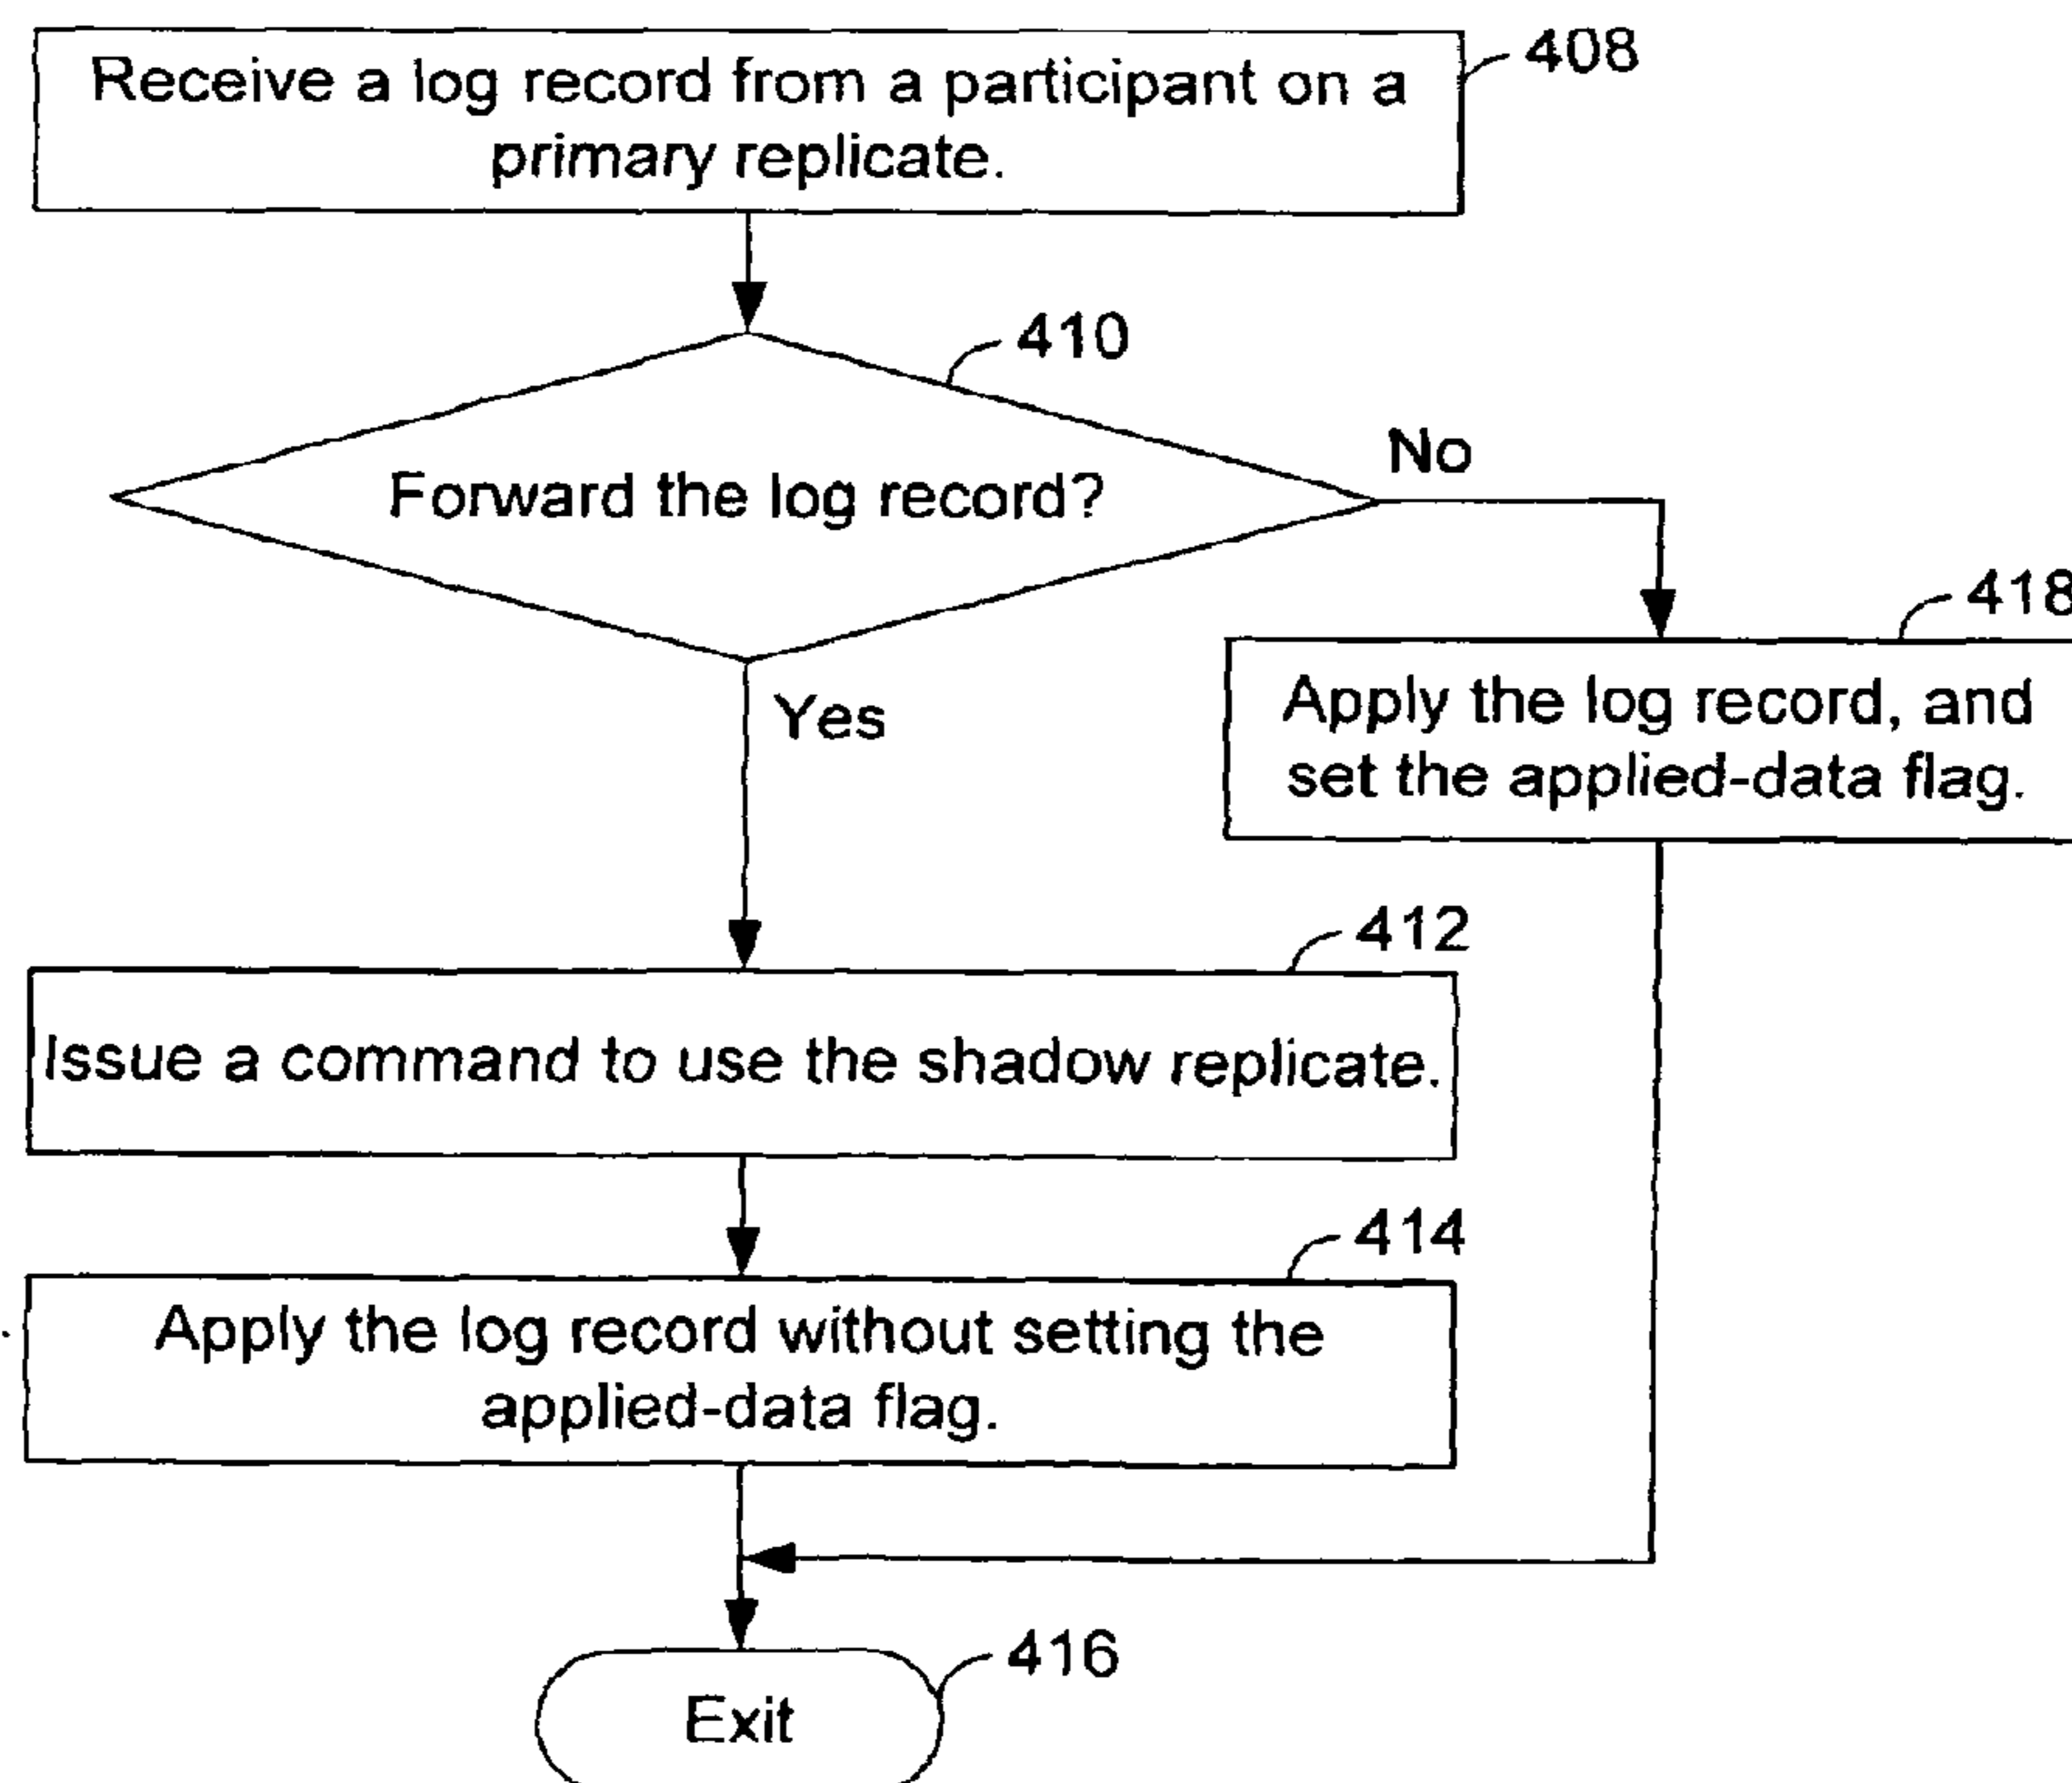 Receive a log record from a participant on a
primary replicate.
408
410
Forward the log record?
No
Yes
418
Apply the log record, and
set the applied-data flag.
412
Issue a command to use the shadow replicate.
414
Apply the log record without setting the
applied-data flag.
416
Exit